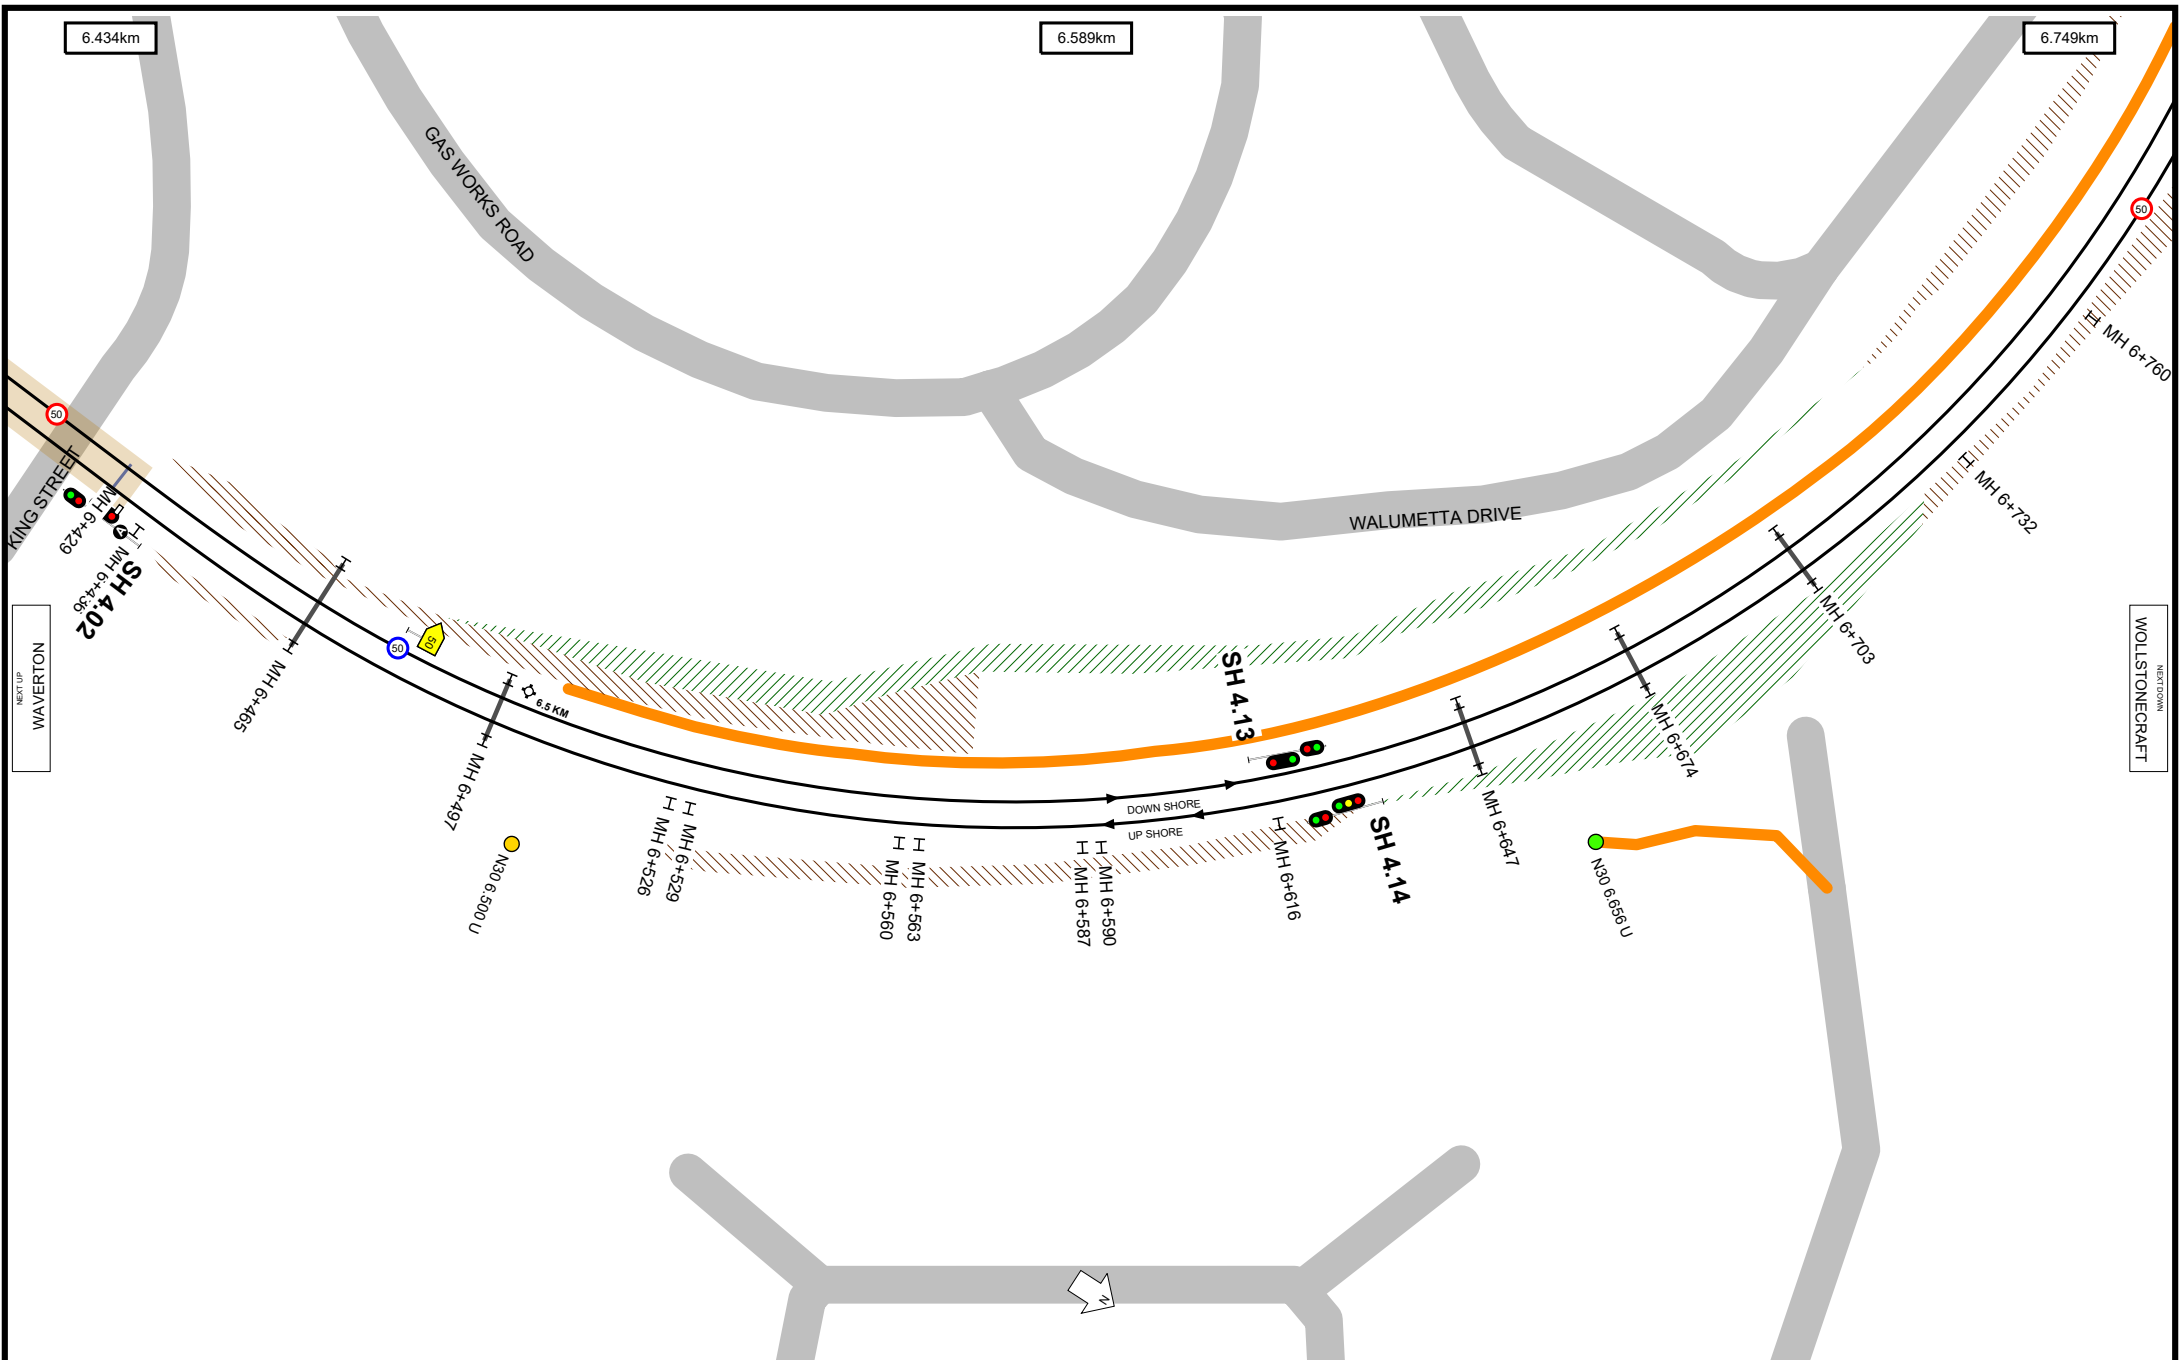 6.434km
6.589km
6.749km
GAS WORKS ROAD
50
50
MH 6+760
KING STREET
MH 6+429
MH 6+436
SH 4.02
WALUMETTA DRIVE
MH 6+732
MH 6+703
NEXT UP
WAVERTON
MH 6+465
50
50
6.5 KM
MH 6+497
SH 4.13
MH 6+674
NEXT DOWN
WOLLSTONECRAFT
DOWN SHORE
UP SHORE
N30 6.500 U
MH 6+526
MH 6+529
MH 6+560
MH 6+563
MH 6+587
MH 6+590
MH 6+616
SH 4.14
MH 6+647
N30 6.656 U
N